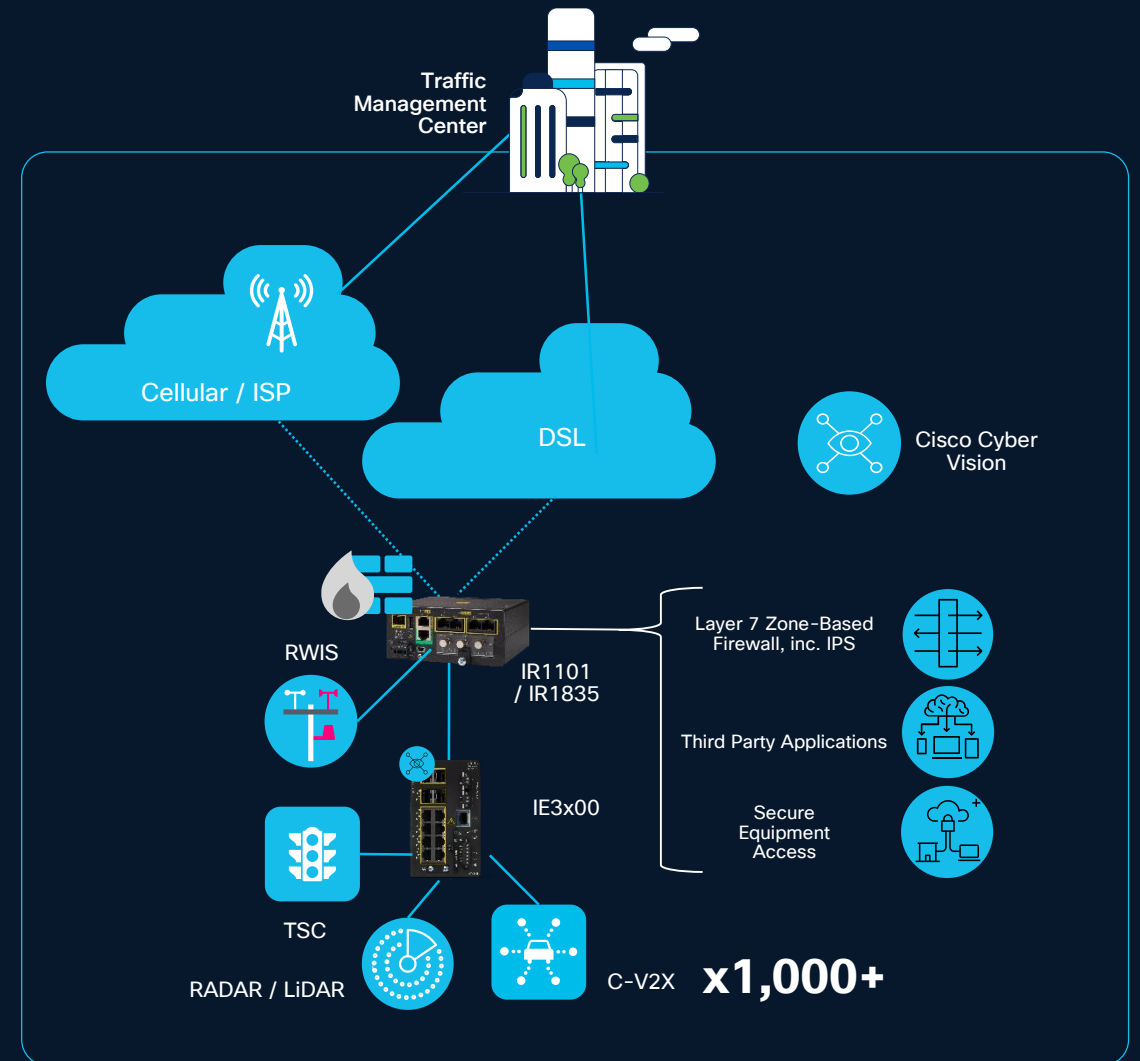 Traffic
Management
Center
Cellular / ISP
DSL
Cisco Cyber
Vision
RWIS
IR1101
/ IR1835
Layer 7 Zone-Based
Firewall, inc. IPS
Third Party Applications
IE3x00
Secure
Equipment
Access
TSC
RADAR / LiDAR
C-V2X
x1,000+